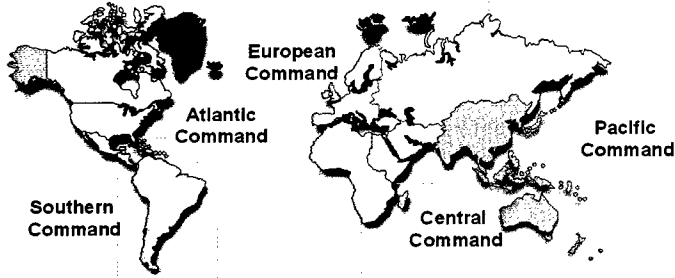 European
Command
Atlantic
Command
Pacific
Command
Southern
Command
Central
Command